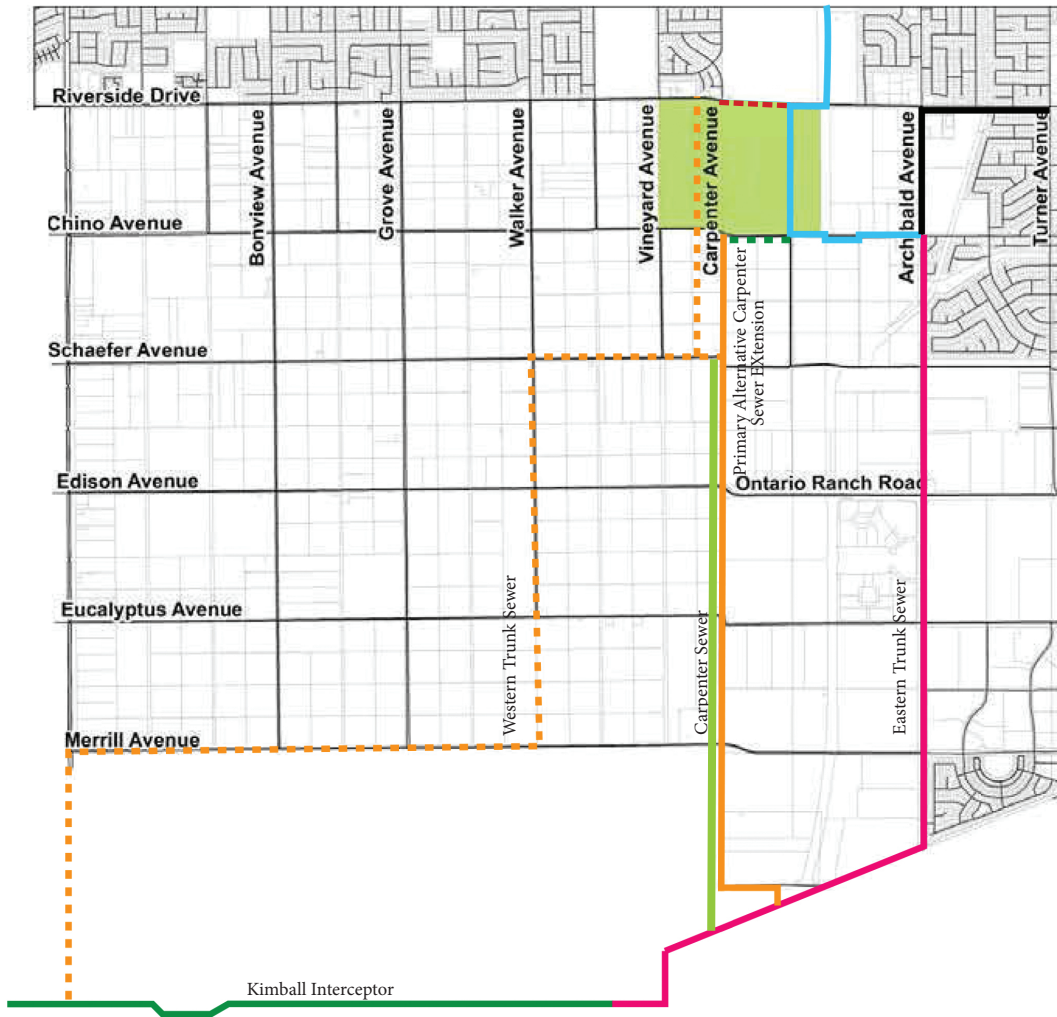 Riverside Drive
Bonview Avenue
Grove Avenue
Walker Avenue
Vineyard Avenue
Carpenter Avenue
Archibald Avenue
Turner Avenue
Chino Avenue
Primary Alternative Carpenter
Sewer EXtension
Schaefer Avenue
Edison Avenue
Ontario Ranch Road
Eucalyptus Avenue
Western Trunk Sewer
Carpenter Sewer
Eastern Trunk Sewer
Merrill Avenue
Kimball Interceptor